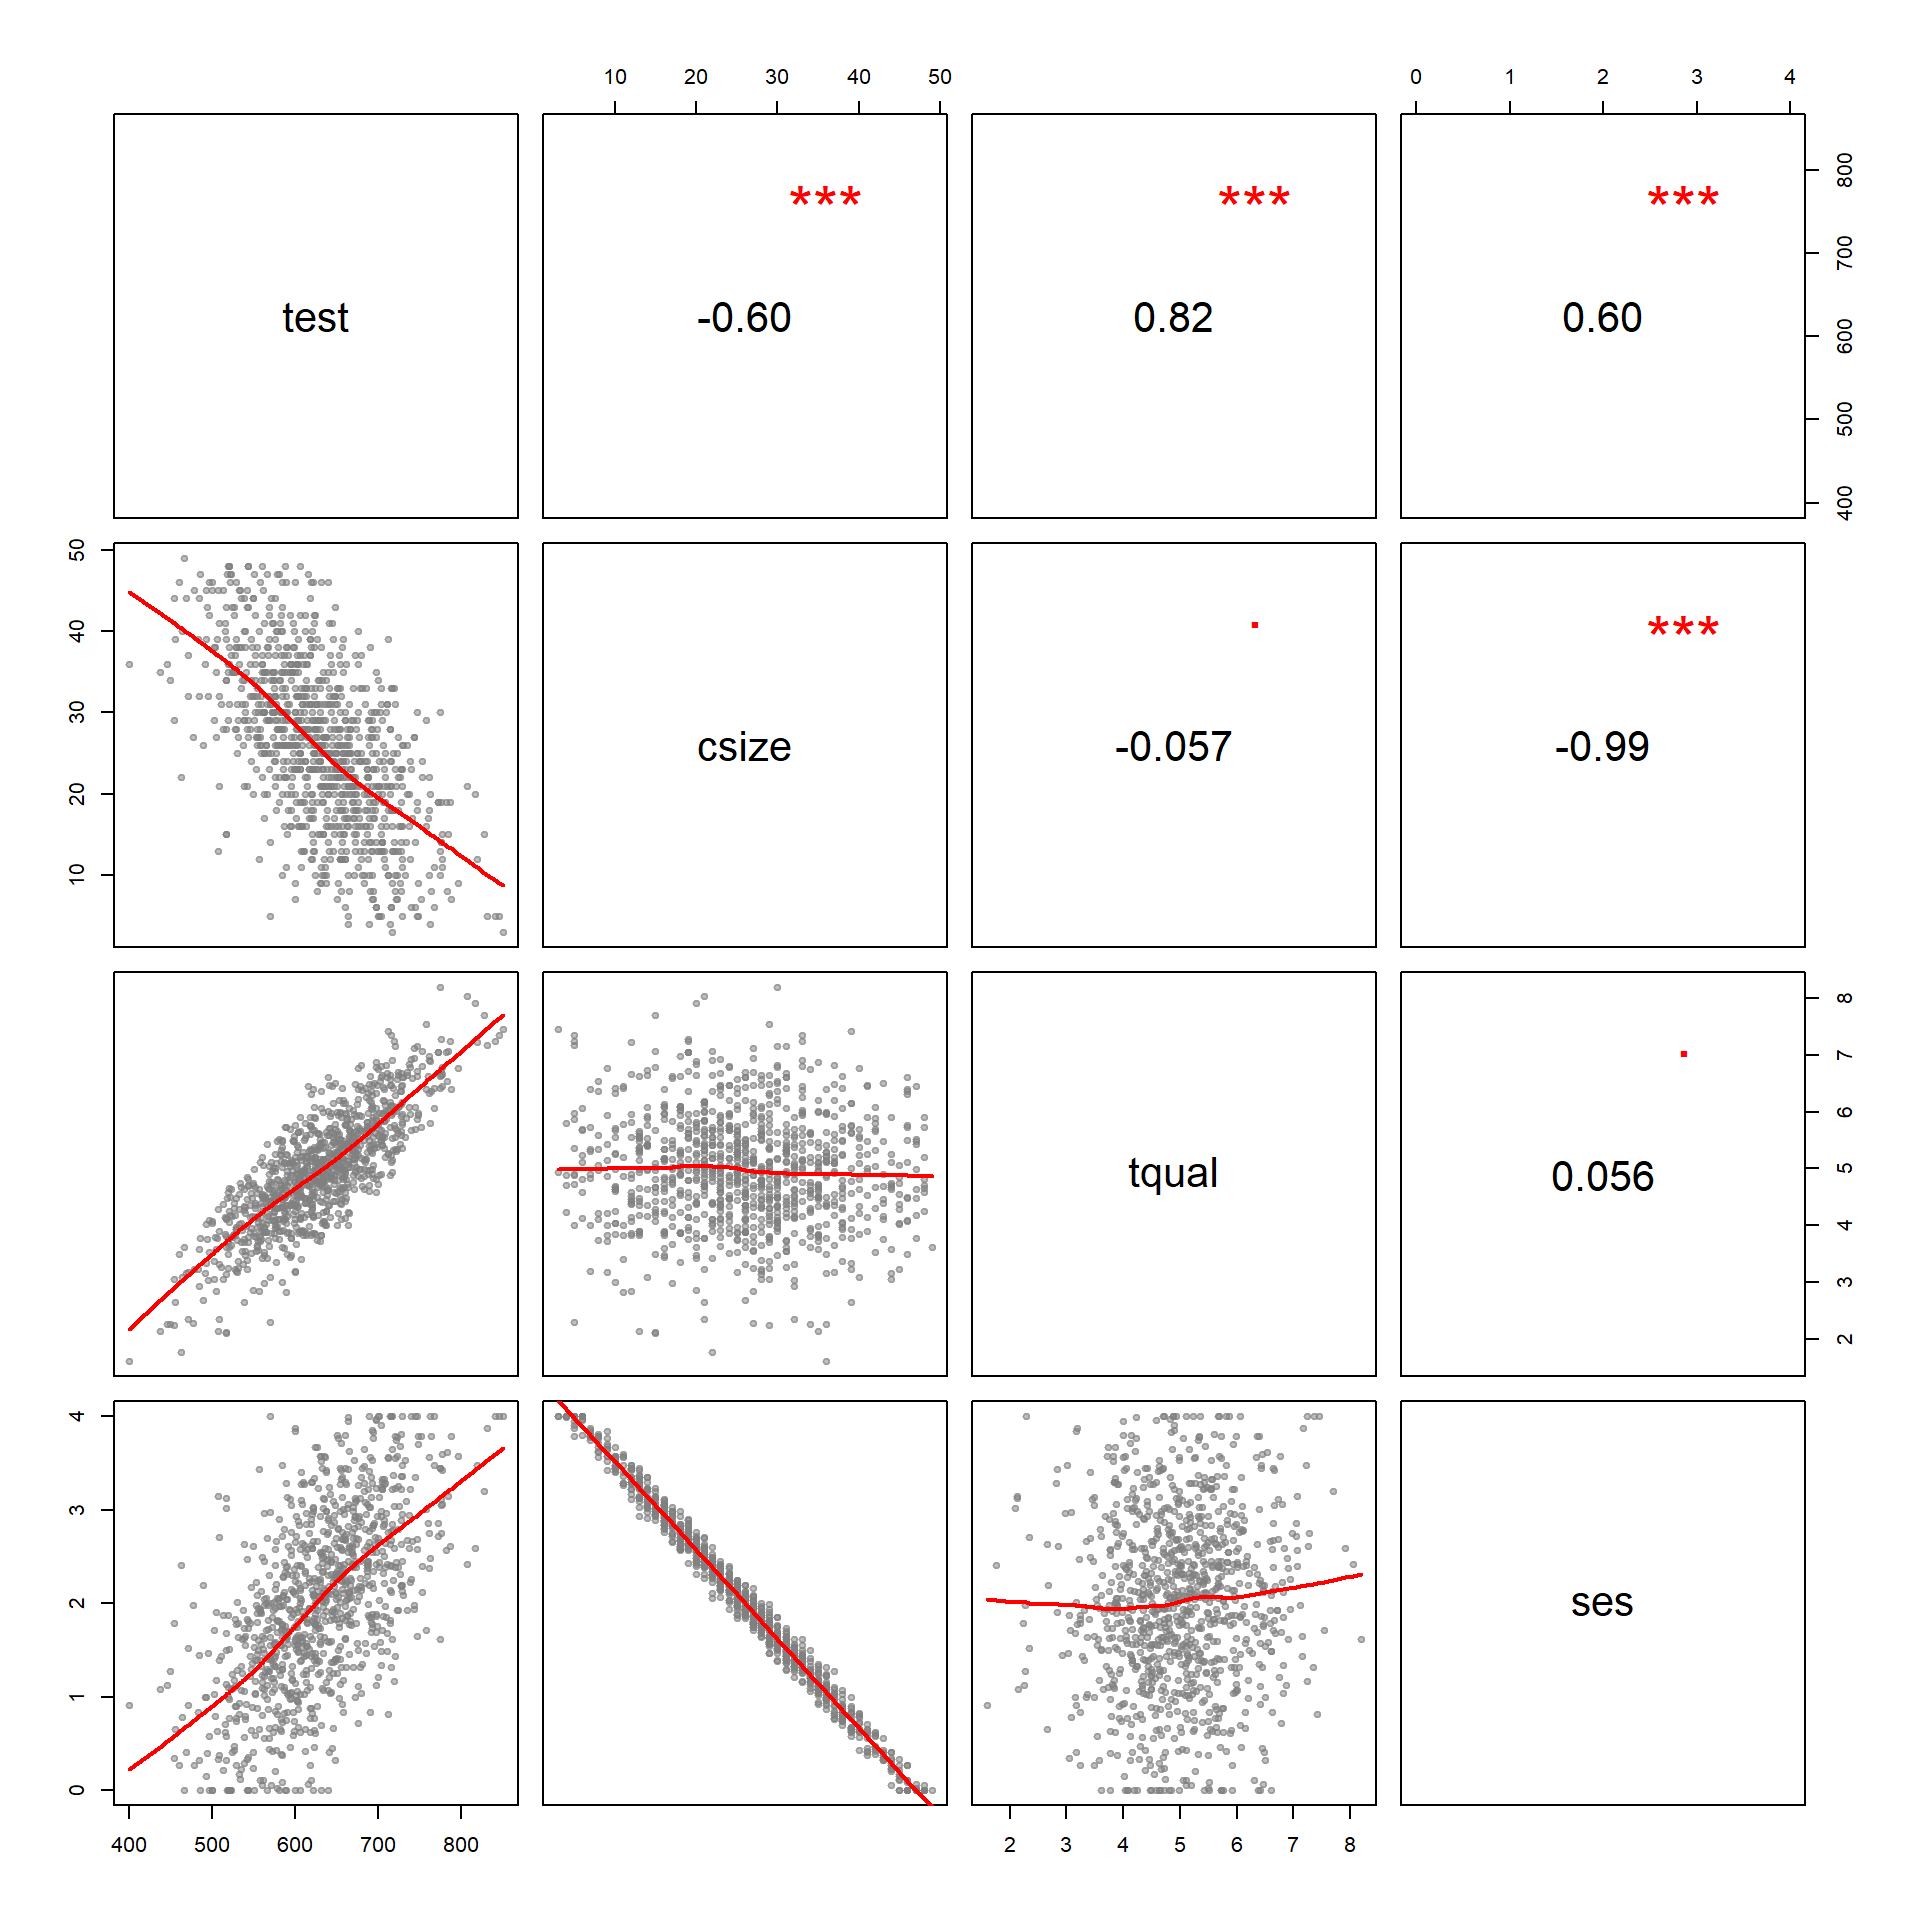 10 20 30 40 50 0 1 2 3 4
*** *** ***
test -0.60 0.82 0.60
400 500 600 700 800
. ***
csize -0.057 -0.99
10 20 30 40 50
.
tqual 0.056
2 3 4 5 6 7 8
ses
0 1 2 3 4
400 500 600 700 800 2 3 4 5 6 7 8